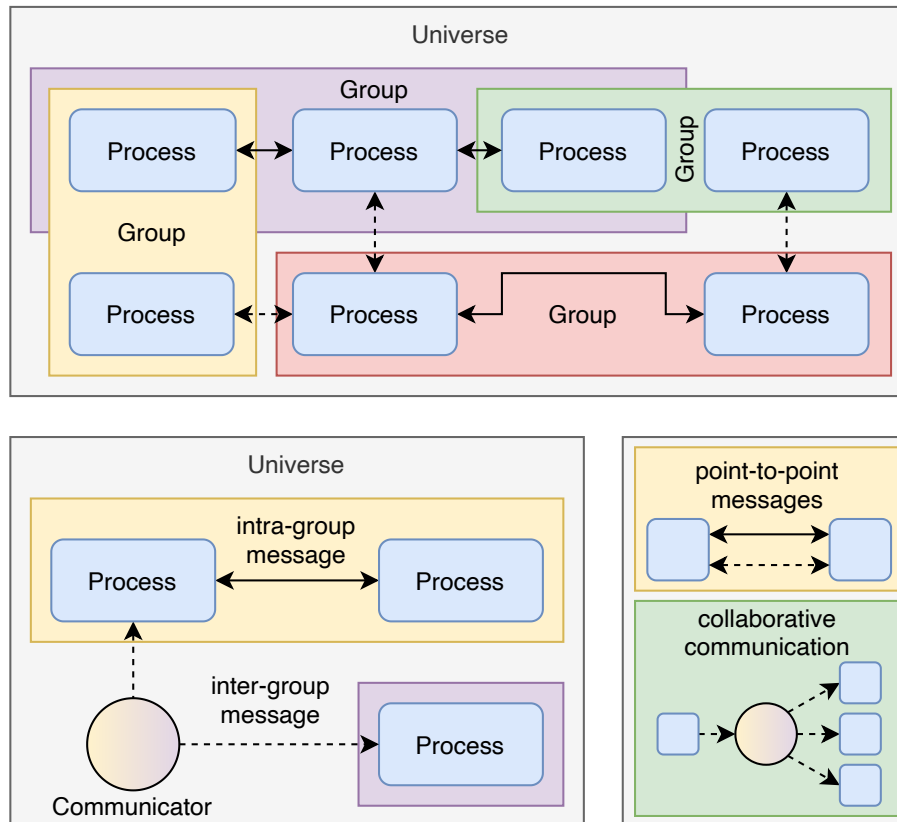 Universe
Group
Process
Process
Process
Group
Process
Group
Process
Process
Group
Process
Universe
intra-group
message
Process
Process
inter-group
message
Process
Communicator
point-to-point
messages
collaborative
communication